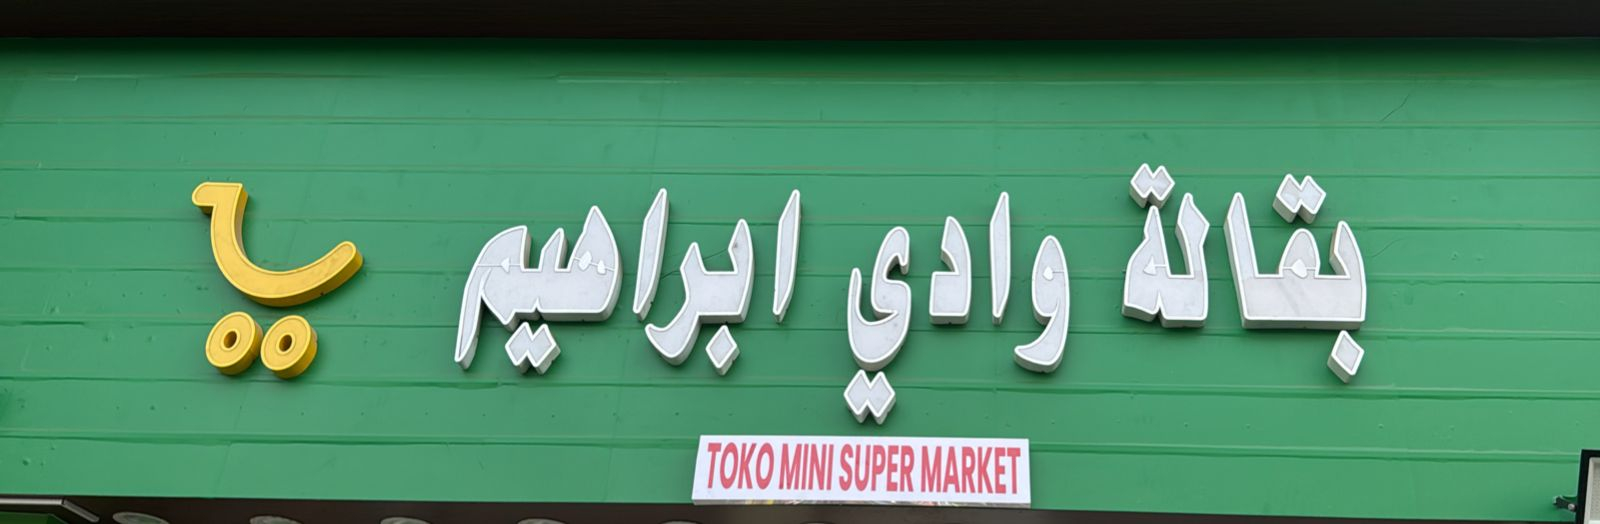 بقالة وادي ابراهيم
TOKO MINI SUPER MARKET